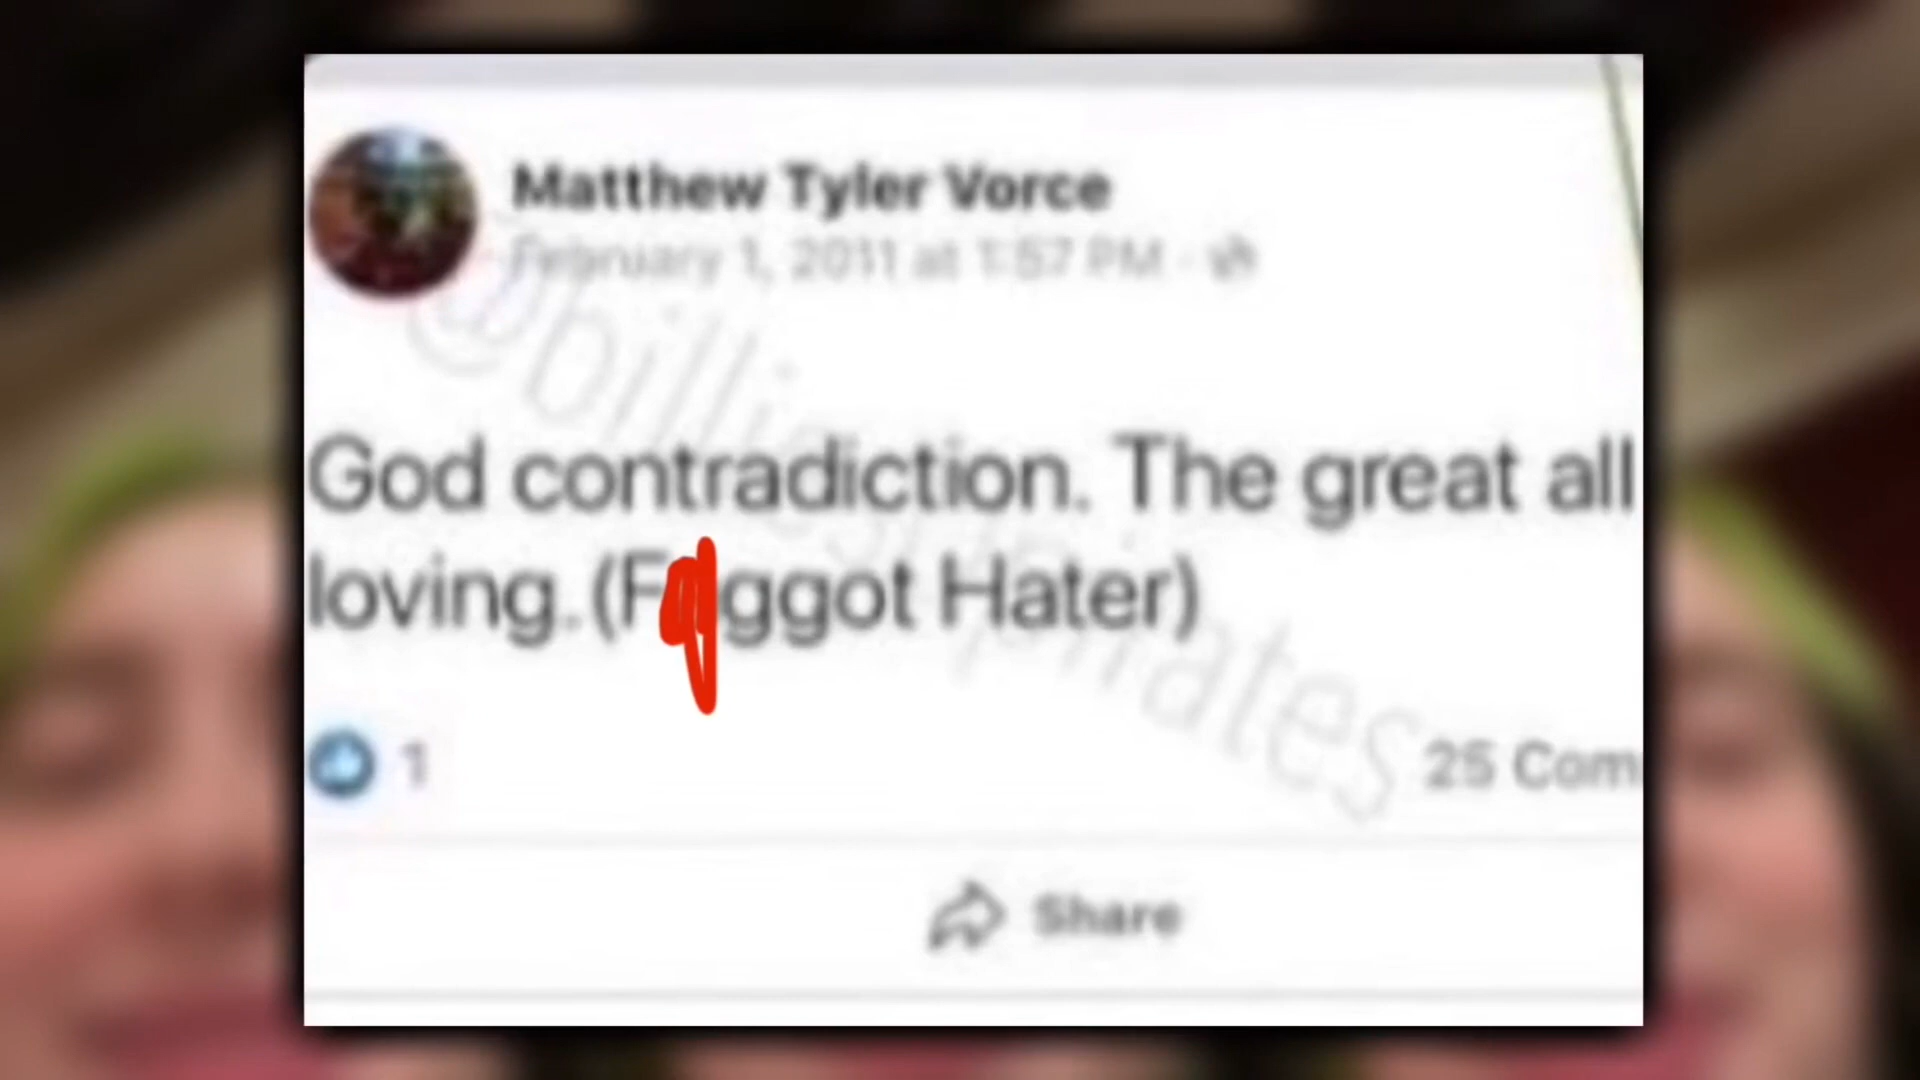 Matthew Tyler Vorce
February 1, 2011 at 1:57 PM
God contradiction. The great all
loving. (F ggot Hater)
1
25 Com
Share